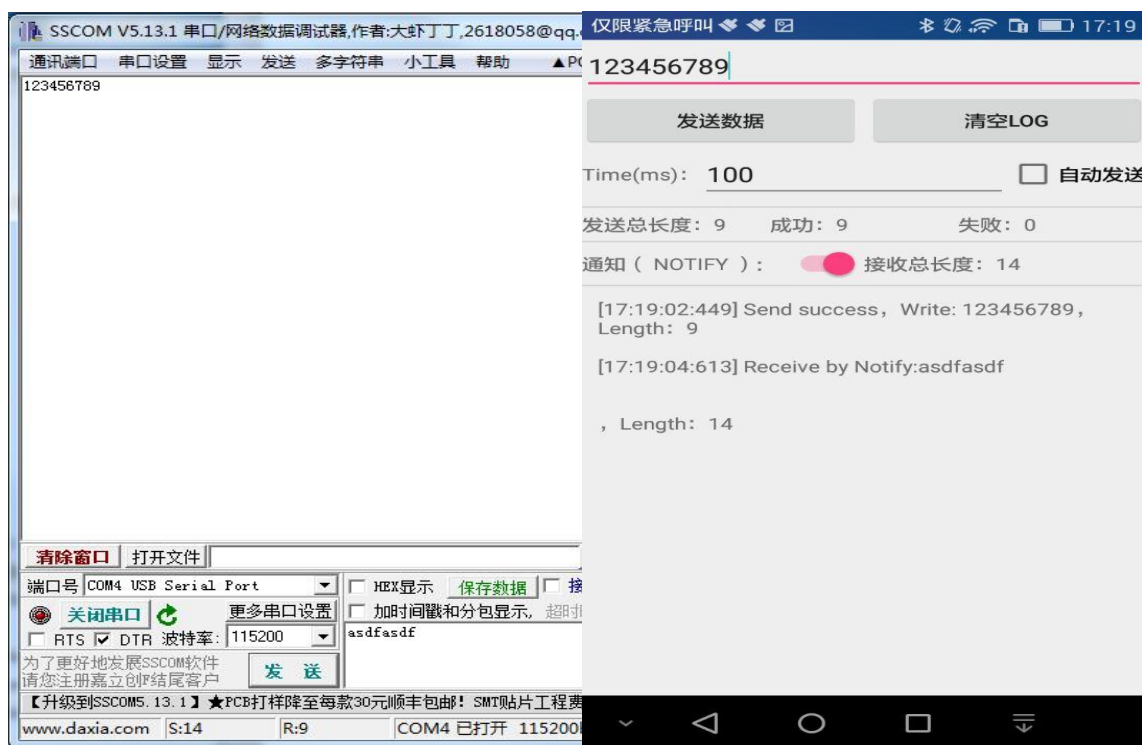 SSCOM V5.13.1 串口/网络数据调试器,作者:大虾丁丁,2618058@qq.
通讯端口 串口设置 显示 发送 多字符串 小工具 帮助 ▲PC
123456789
清除窗口 打开文件
端口号 COM4 USB Serial Port HEX显示 保存数据 接
关闭串口 更多串口设置 加时间戳和分包显示, 超时
RTS DTR 波特率: 115200 asdfasdf
为了更好地发展SSCOM软件
请您注册嘉立创F结尾客户
发 送
【升级到SSCOM5.13.1】★PCB打样降至每款30元顺丰包邮! SMT贴片工程费
www.daxia.com S:14 R:9 COM4 已打开 115200
仅限紧急呼叫 17:19
123456789
发送数据 清空LOG
Time(ms): 100 自动发送
发送总长度: 9 成功: 9 失败: 0
通知 ( NOTIFY ) : 接收总长度: 14
[17:19:02:449] Send success, Write: 123456789,
Length: 9
[17:19:04:613] Receive by Notify:asdfasdf
, Length: 14